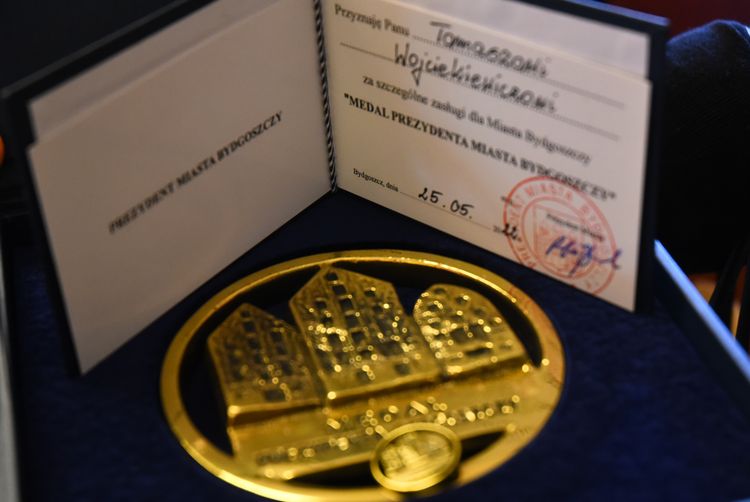 PREZYDENT MIASTA BYDGOSZCZY
Przyznaję Panu Tomaszowi
Wojciekiewiczowi
za szczególne zasługi dla Miasta Bydgoszczy
"MEDAL PREZYDENTA MIASTA BYDGOSZCZY"
Bydgoszcz, dnia 25.05. 2022.